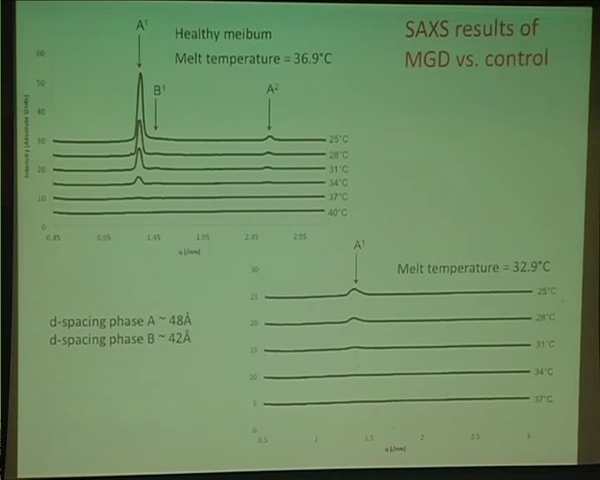 SAXS results of
MGD vs. control
A¹
Healthy meibum
Melt temperature = 36.9°C
B¹
A²
Intensity [Absolute Units]
60
50
40
30
20
10
0
25°C
28°C
31°C
34°C
37°C
40°C
0.45
0.95
1.45
1.95
2.45
2.95
q [/nm]
A¹
Melt temperature = 32.9°C
30
25
20
15
10
5
0
25°C
28°C
31°C
34°C
37°C
0.5
1
1.5
2
2.5
3
q [/nm]
d-spacing phase A ~ 48Å
d-spacing phase B ~ 42Å